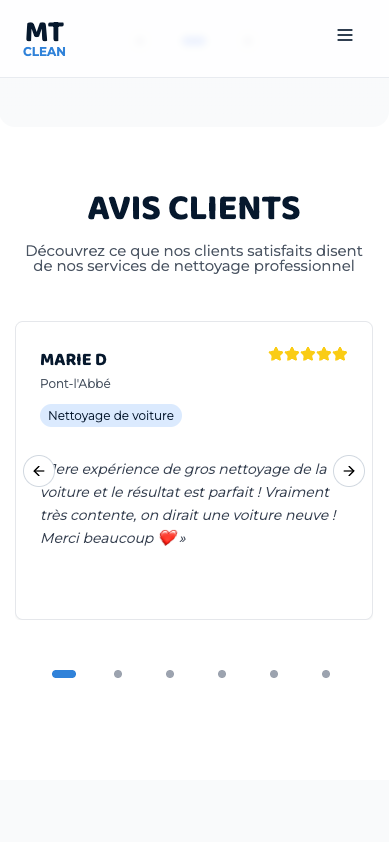 MT
CLEAN
AVIS CLIENTS
Découvrez ce que nos clients satisfaits disent
de nos services de nettoyage professionnel
MARIE D
Pont-l'Abbé
Nettoyage de voiture
expérience de gros nettoyage de la
voiture et le résultat est parfait ! Vraiment
très contente, on dirait une voiture neuve !
Merci beaucoup ❤️ »